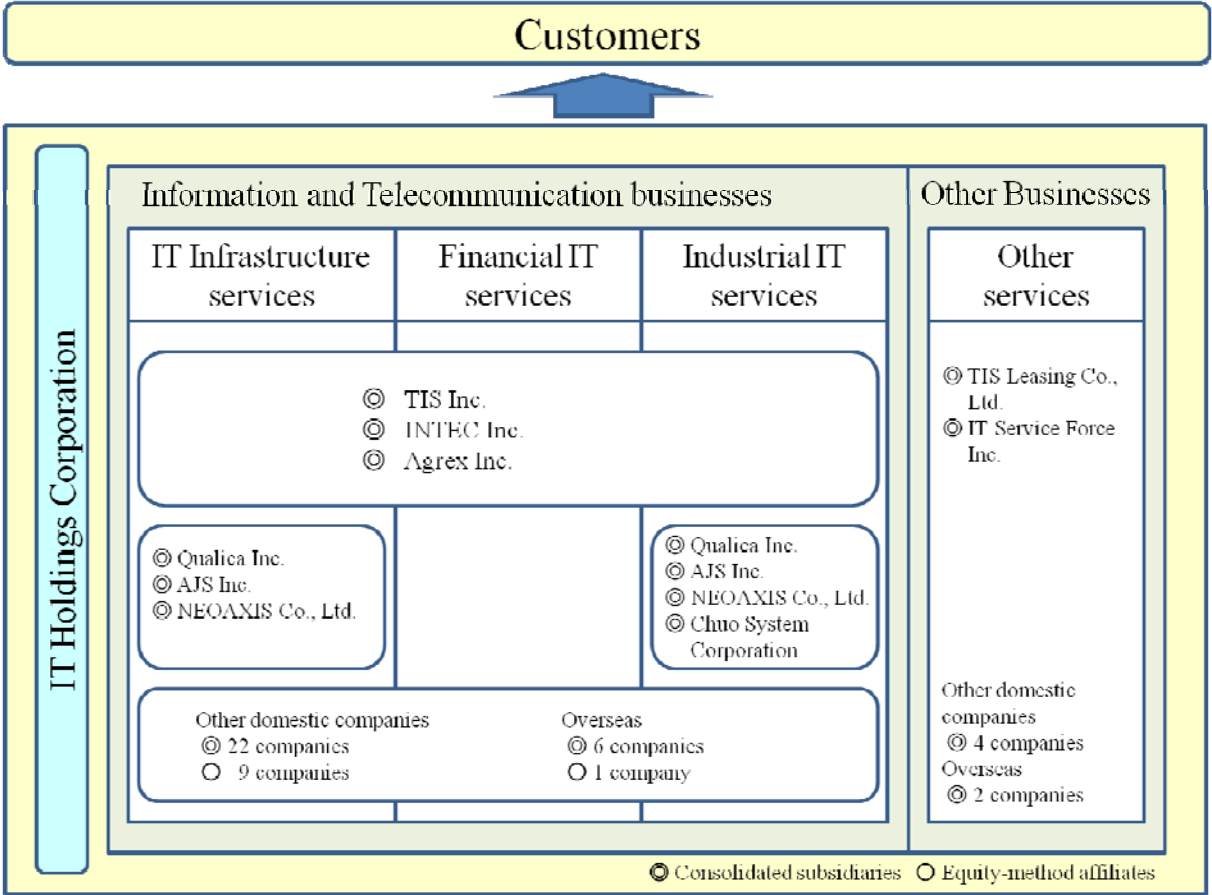 Customers
IT Holdings Corporation
Information and Telecommunication businesses
Other Businesses
IT Infrastructure
services
Financial IT
services
Industrial IT
services
Other
services
◎ TIS Inc.
◎ INTEC Inc.
◎ Agrex Inc.
◎ TIS Leasing Co.,
Ltd.
◎ IT Service Force
Inc.
◎ Qualica Inc.
◎ AJS Inc.
◎ NEOAXIS Co., Ltd.
◎ Qualica Inc.
◎ AJS Inc.
◎ NEOAXIS Co., Ltd.
◎ Chuo System
Corporation
Other domestic companies
◎ 22 companies
○ 9 companies
Overseas
◎ 6 companies
○ 1 company
Other domestic
companies
◎ 4 companies
Overseas
◎ 2 companies
◎ Consolidated subsidiaries ○ Equity-method affiliates